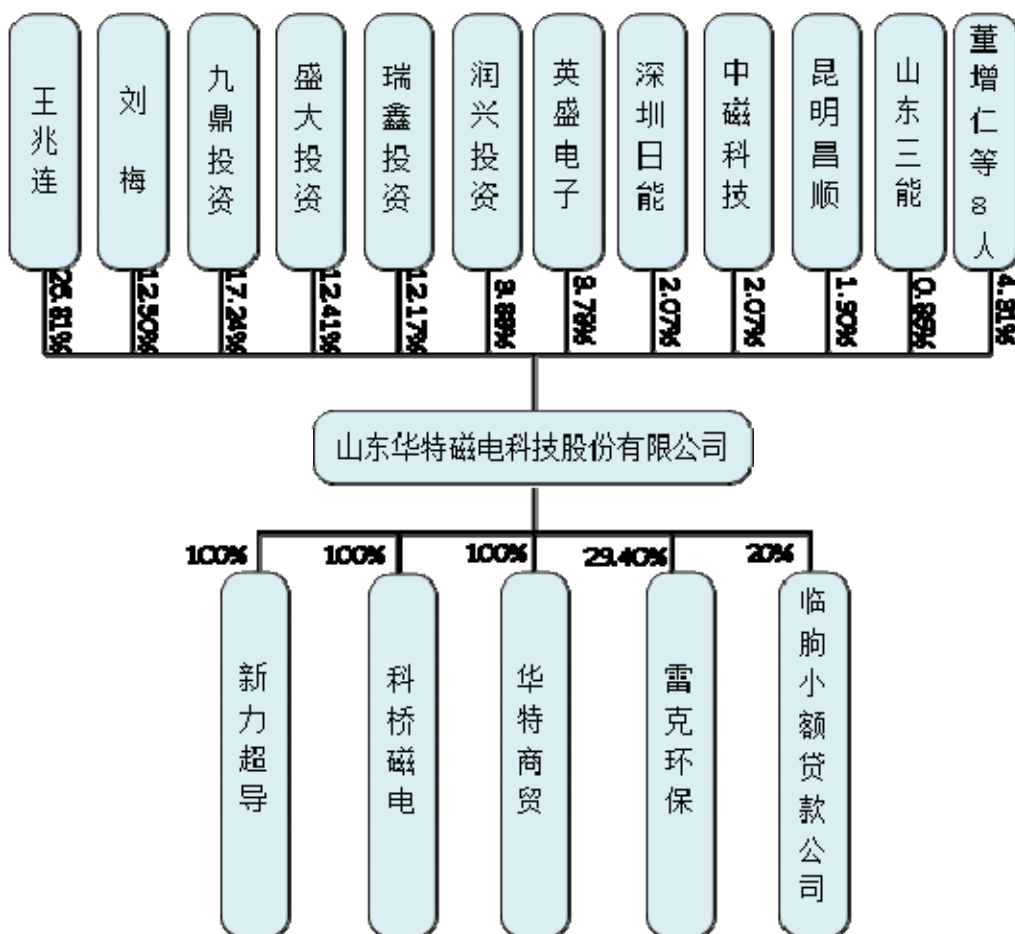 王兆连
刘梅
九鼎投资
盛大投资
瑞鑫投资
润兴投资
英盛电子
深圳日能
中磁科技
昆明昌顺
山东三能
董增仁等8人
12.50%
17.24%
12.41%
12.17%
2.07%
2.07%
1.90%
4.81%
山东华特磁电科技股份有限公司
100%
100%
100%
29.40%
20%
新力超导
科桥磁电
华特商贸
雷克环保
临朐小额贷款公司